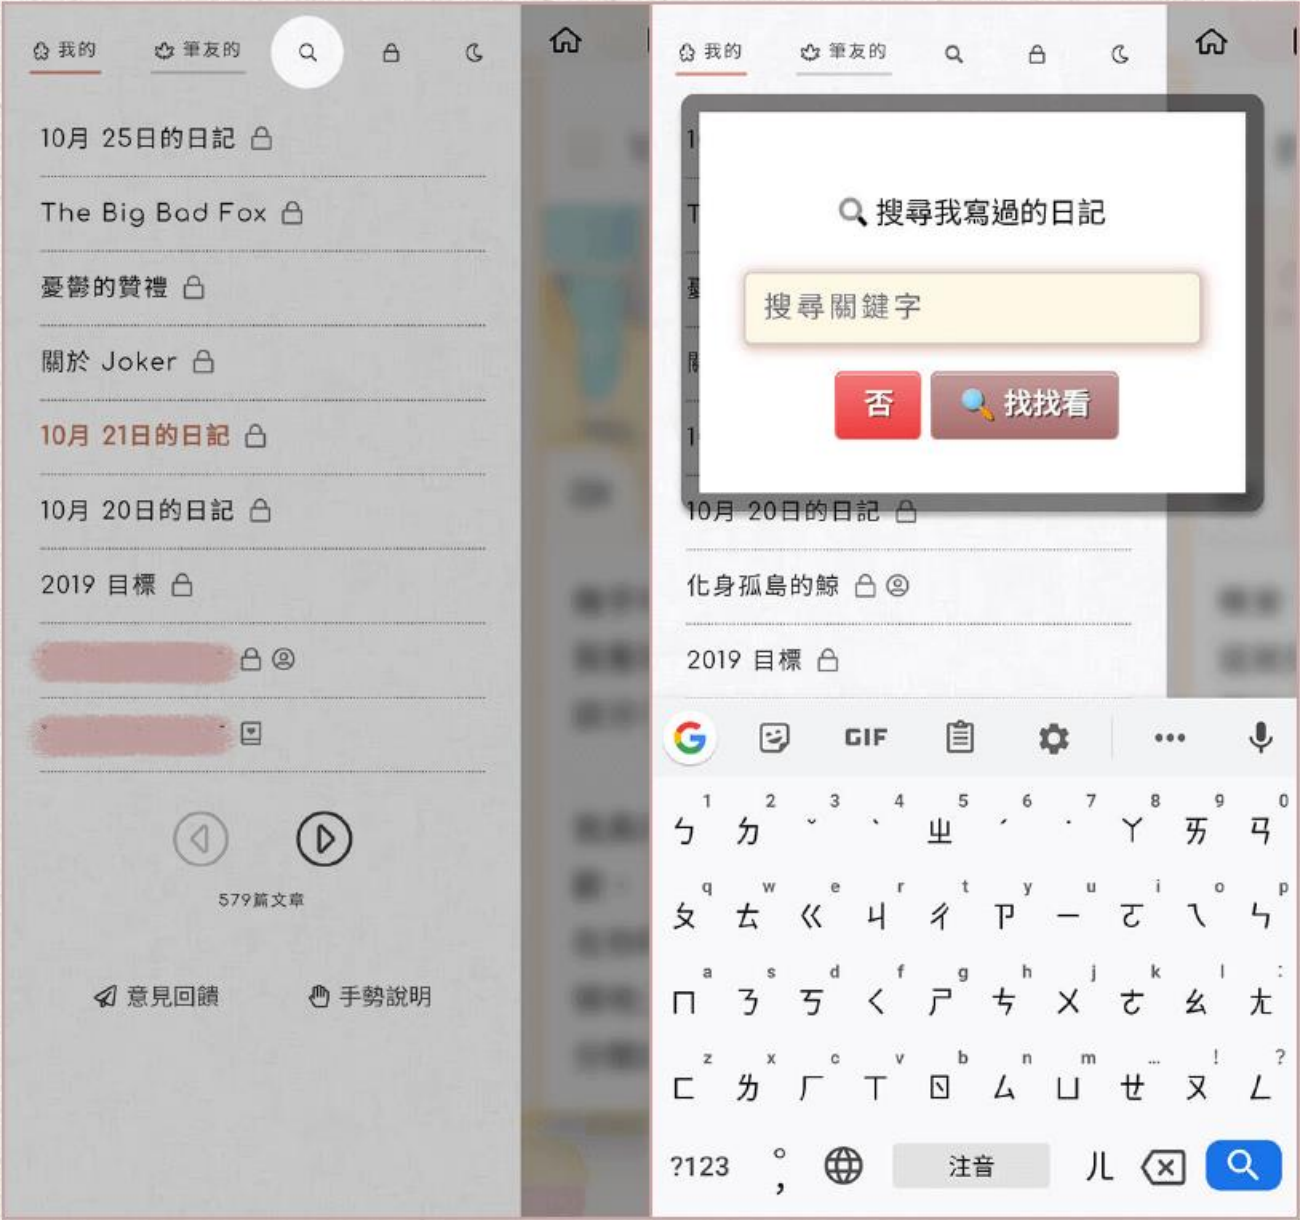 我的 筆友的
10月 25日的日記
The Big Bad Fox
憂鬱的贊禮
關於 Joker
10月 21日的日記
10月 20日的日記
2019 目標
579篇文章
意見回饋 手勢說明
我的 筆友的
搜尋我寫過的日記
搜尋關鍵字
否 找找看
10月 20日的日記
化身孤島的鯨
2019 目標
G GIF
1 2 3 4 5 6 7 8 9 0
ㄅ ㄉ ˇ ˋ ㄓ ˊ ˙ ㄚ ㄞ ㄢ
q w e r t y u i o p
ㄆ ㄊ ㄍ ㄐ ㄔ ㄗ ㄧ ㄛ ㄟ ㄣ
a s d f g h j k l :
ㄇ ㄋ ㄎ ㄑ ㄕ ㄘ ㄨ ㄜ ㄠ ㄤ
z x c v b n m ... ! ?
ㄈ ㄌ ㄏ ㄒ ㄖ ㄙ ㄩ ㄝ ㄡ ㄥ
?123 ° , 注音 ㄦ